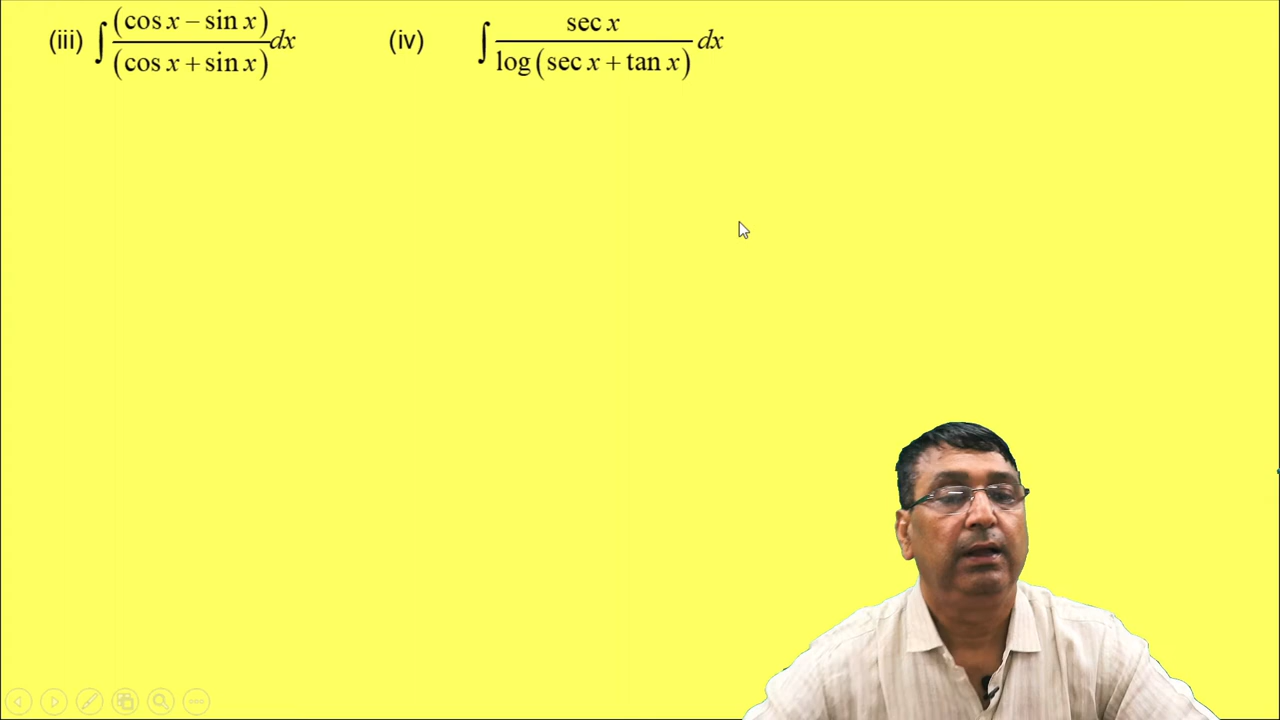 (iii) ∫ (cos x − sin x) / (cos x + sin x) dx (iv) ∫ sec x / log (sec x + tan x) dx